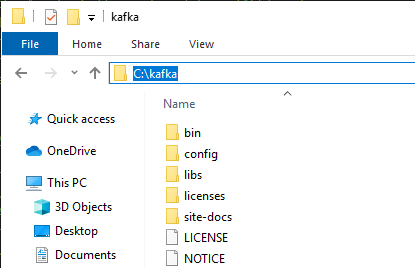 kafka
File Home Share View
C:\kafka
Name
Quick access
bin
OneDrive
config
libs
This PC
licenses
3D Objects
site-docs
Desktop
LICENSE
Documents
NOTICE